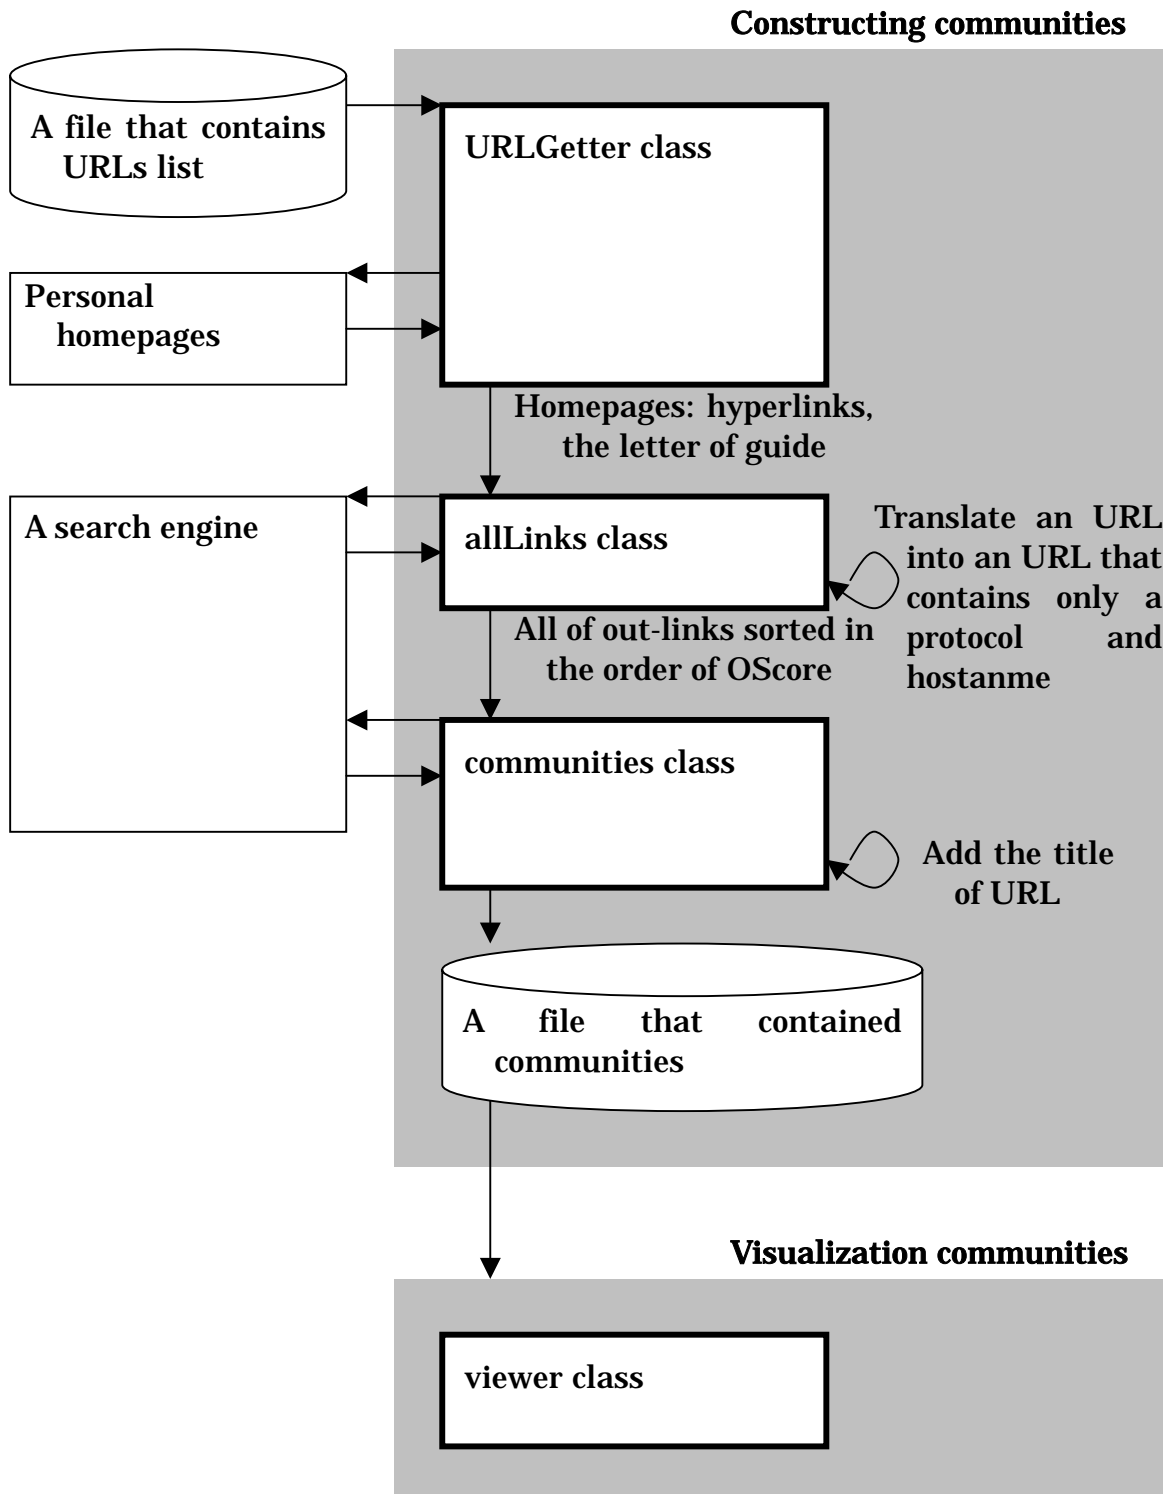 Constructing communities
A file that contains
URLs list
URLGetter class
Personal
homepages
Homepages: hyperlinks,
the letter of guide
A search engine
allLinks class
Translate an URL
into an URL that
contains only a
protocol and
hostanme
All of out-links sorted in
the order of OScore
communities class
Add the title
of URL
A file that contained
communities
Visualization communities
viewer class